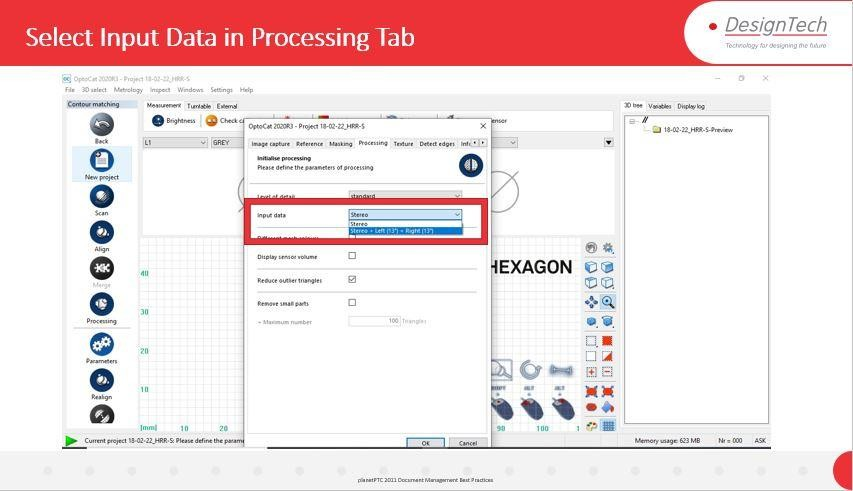 Select Input Data in Processing Tab
DesignTech
Technology for designing the future
OptoCat 2020R3 - Project 18-02-22_HRR-S
File 3D select Metrology Inspect Windows Settings Help
Contour matching
Measurement Turntable External
3D tree Variables Display log
Back
Brightness
Check ca
ensor
L1
GREY
//
18-02-22_HRR-S-Preview
OptoCat 2020R3 - Project 18-02-22_HRR-S
Image capture Reference Masking Processing Texture Detect edges Inf
Initialise processing
Please define the parameters of processing
Level of detail standard
Input data Stereo
Stereo
Stereo + Left (13°) + Right (13°)
Display sensor volume
Reduce outlier triangles
Remove small parts
- Maximum number 100 Triangles
OK Cancel
New project
Scan
Align
Merge
Processing
Parameters
Realign
HEXAGON
40
30
20
10
[mm] 10 20
90 100 1
Current project 18-02-22_HRR-S: Please define the parame
Memory usage: 623 MB Nr = 000 ASK
planetPTC 2011 Document Management Best Practices